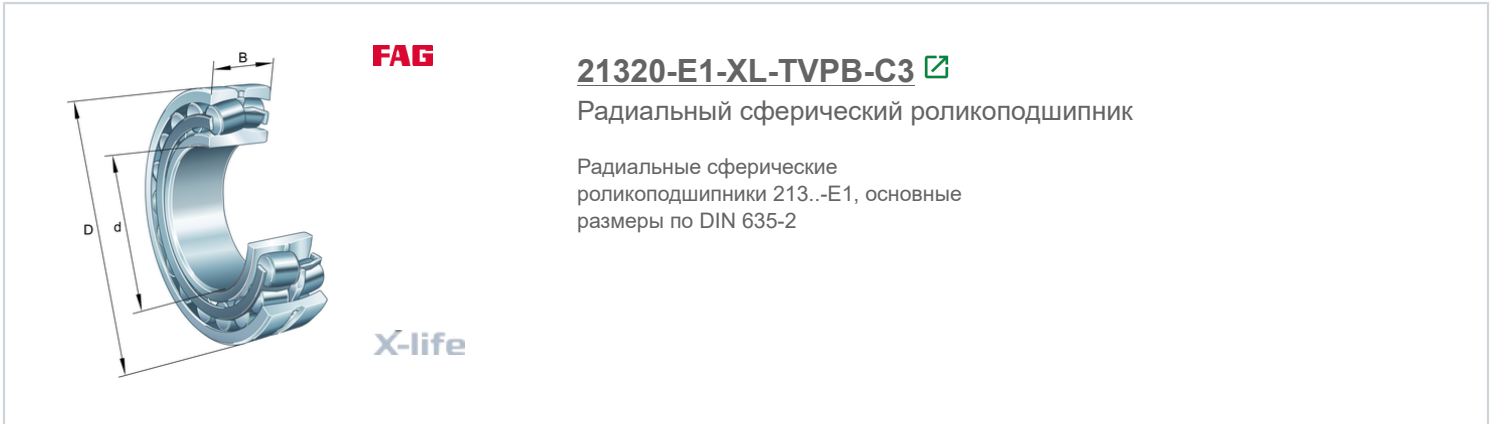 FAG
B
D
d
X-life
21320-E1-XL-TVPB-C3
Радиальный сферический роликоподшипник
Радиальные сферические
роликоподшипники 213..-E1, основные
размеры по DIN 635-2